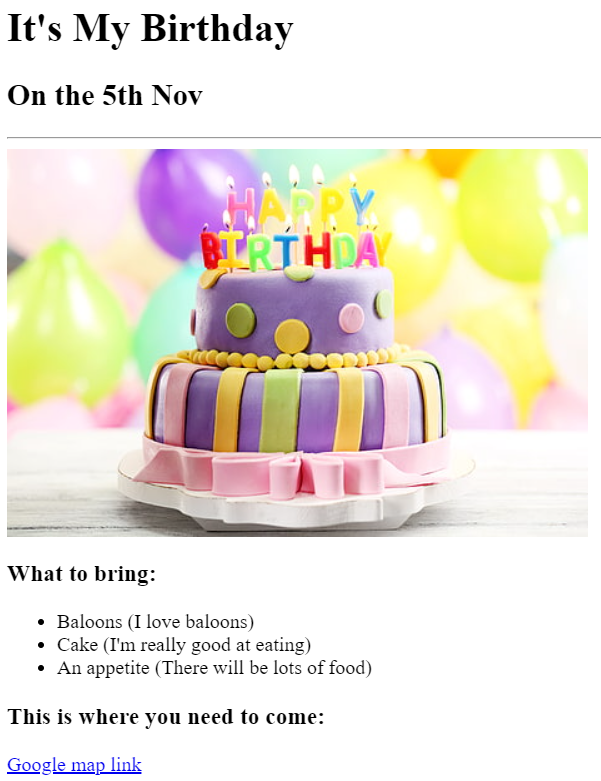 It's My Birthday
On the 5th Nov
HAPPY
BIRTHDAY
What to bring:
Baloons (I love baloons)
Cake (I'm really good at eating)
An appetite (There will be lots of food)
This is where you need to come:
Google map link